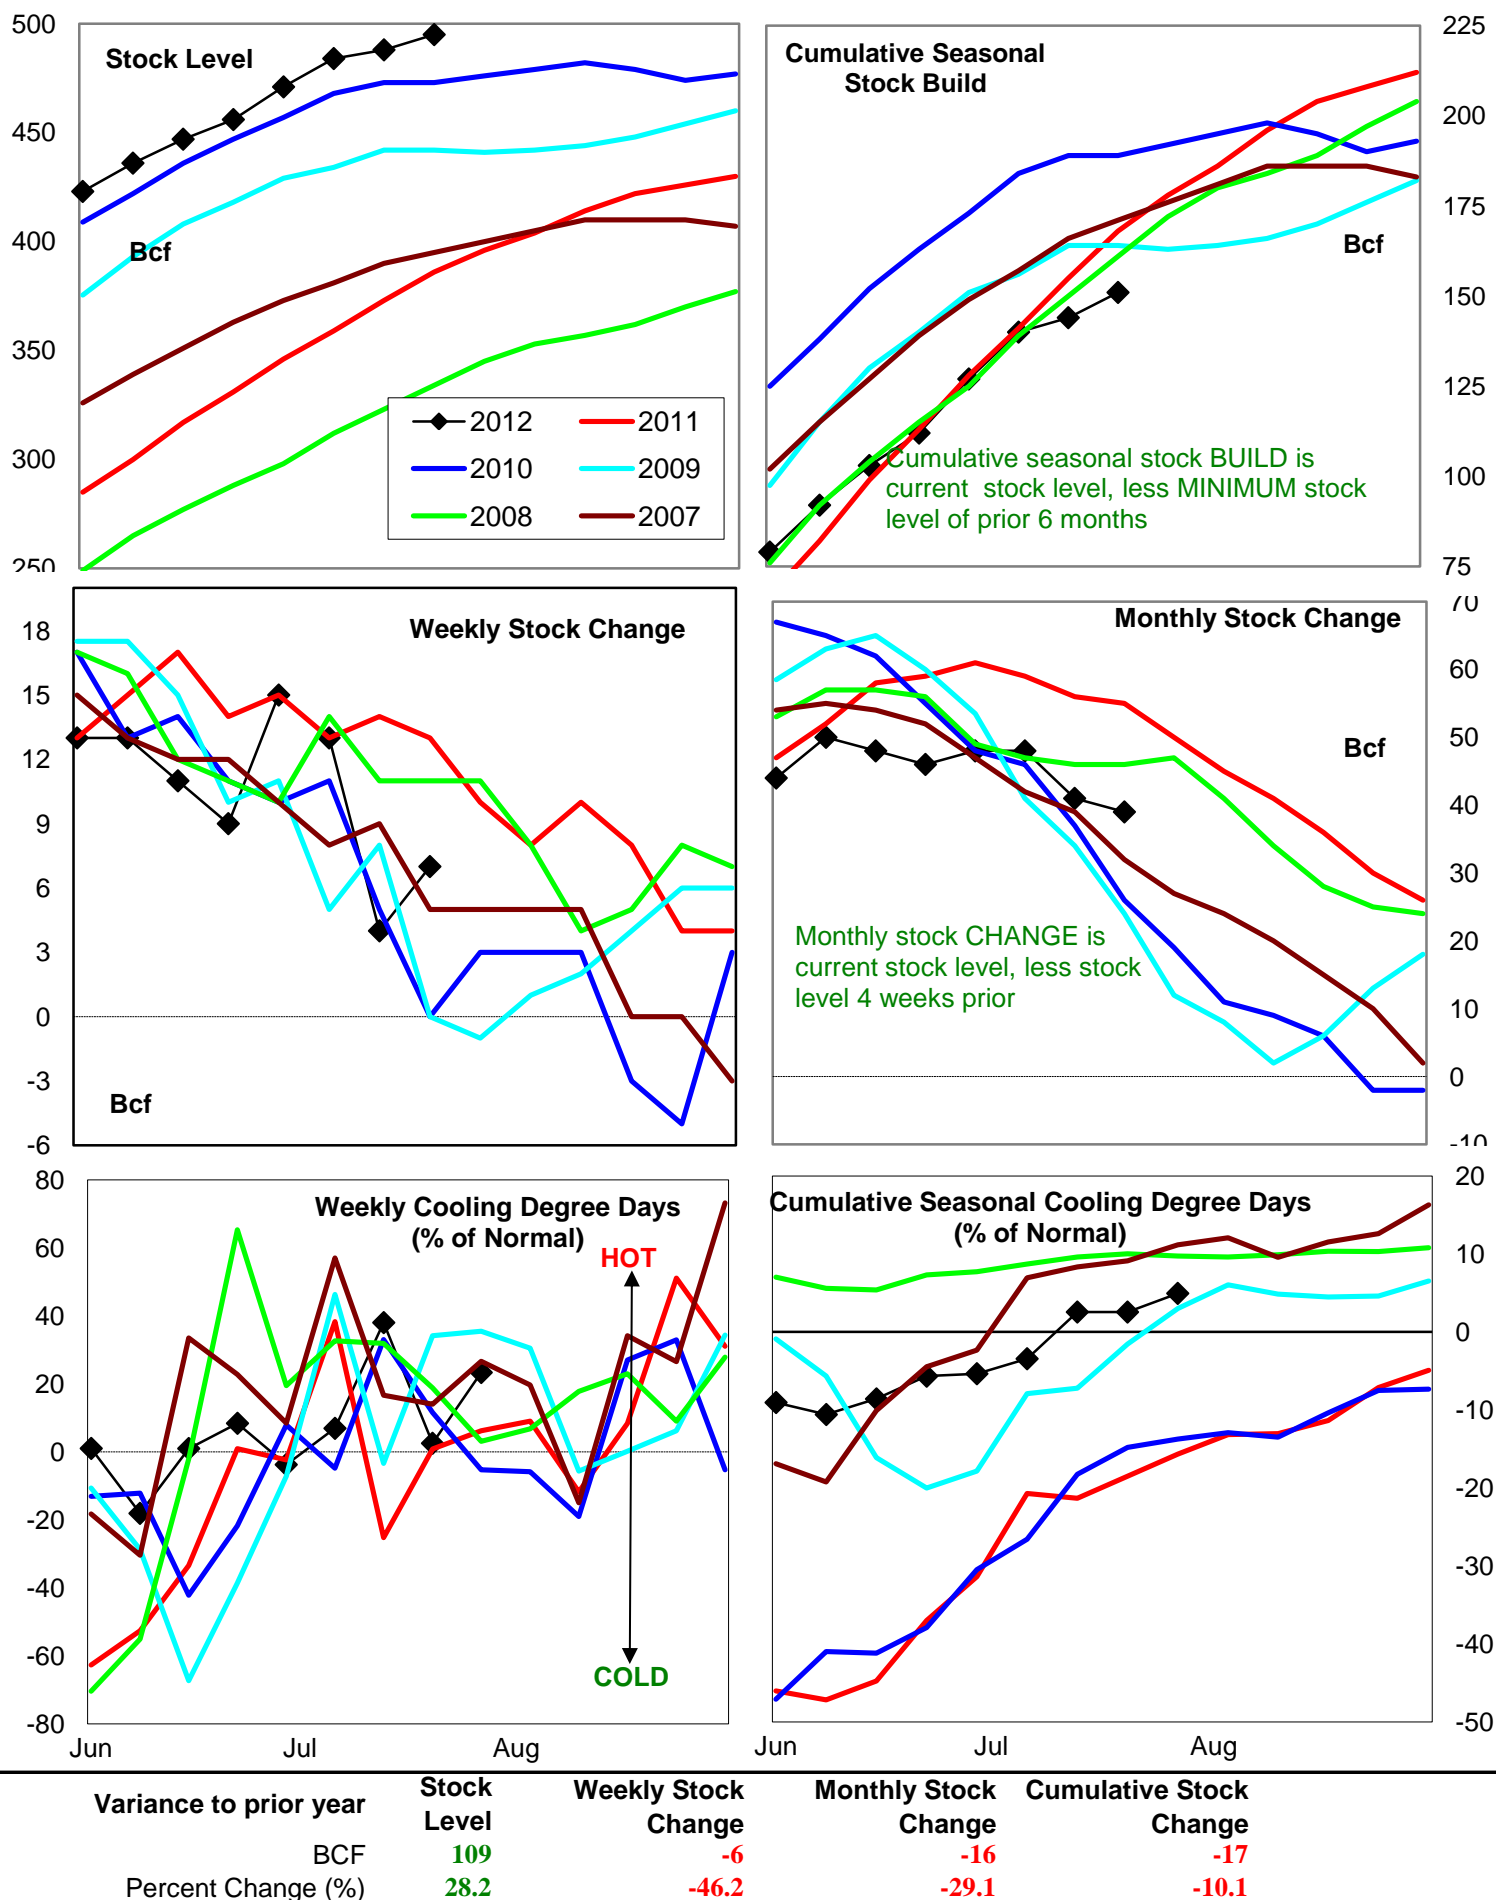 Stock Level
500
450
400
350
300
250
Bcf
2012
2011
2010
2009
2008
2007
Cumulative Seasonal
Stock Build
225
200
175
150
125
100
75
Bcf
Cumulative seasonal stock BUILD is
current stock level, less MINIMUM stock
level of prior 6 months
Weekly Stock Change
18
15
12
9
6
3
0
-3
-6
Bcf
Monthly Stock Change
70
60
50
40
30
20
10
0
-10
Bcf
Monthly stock CHANGE is
current stock level, less stock
level 4 weeks prior
Weekly Cooling Degree Days
(% of Normal)
80
60
40
20
0
-20
-40
-60
-80
HOT
COLD
Jun
Jul
Aug
Cumulative Seasonal Cooling Degree Days
(% of Normal)
20
10
0
-10
-20
-30
-40
-50
Jun
Jul
Aug
Variance to prior year
Stock
Level
Weekly Stock
Change
Monthly Stock
Change
Cumulative Stock
Change
BCF 109 -6 -16 -17
Percent Change (%) 28.2 -46.2 -29.1 -10.1